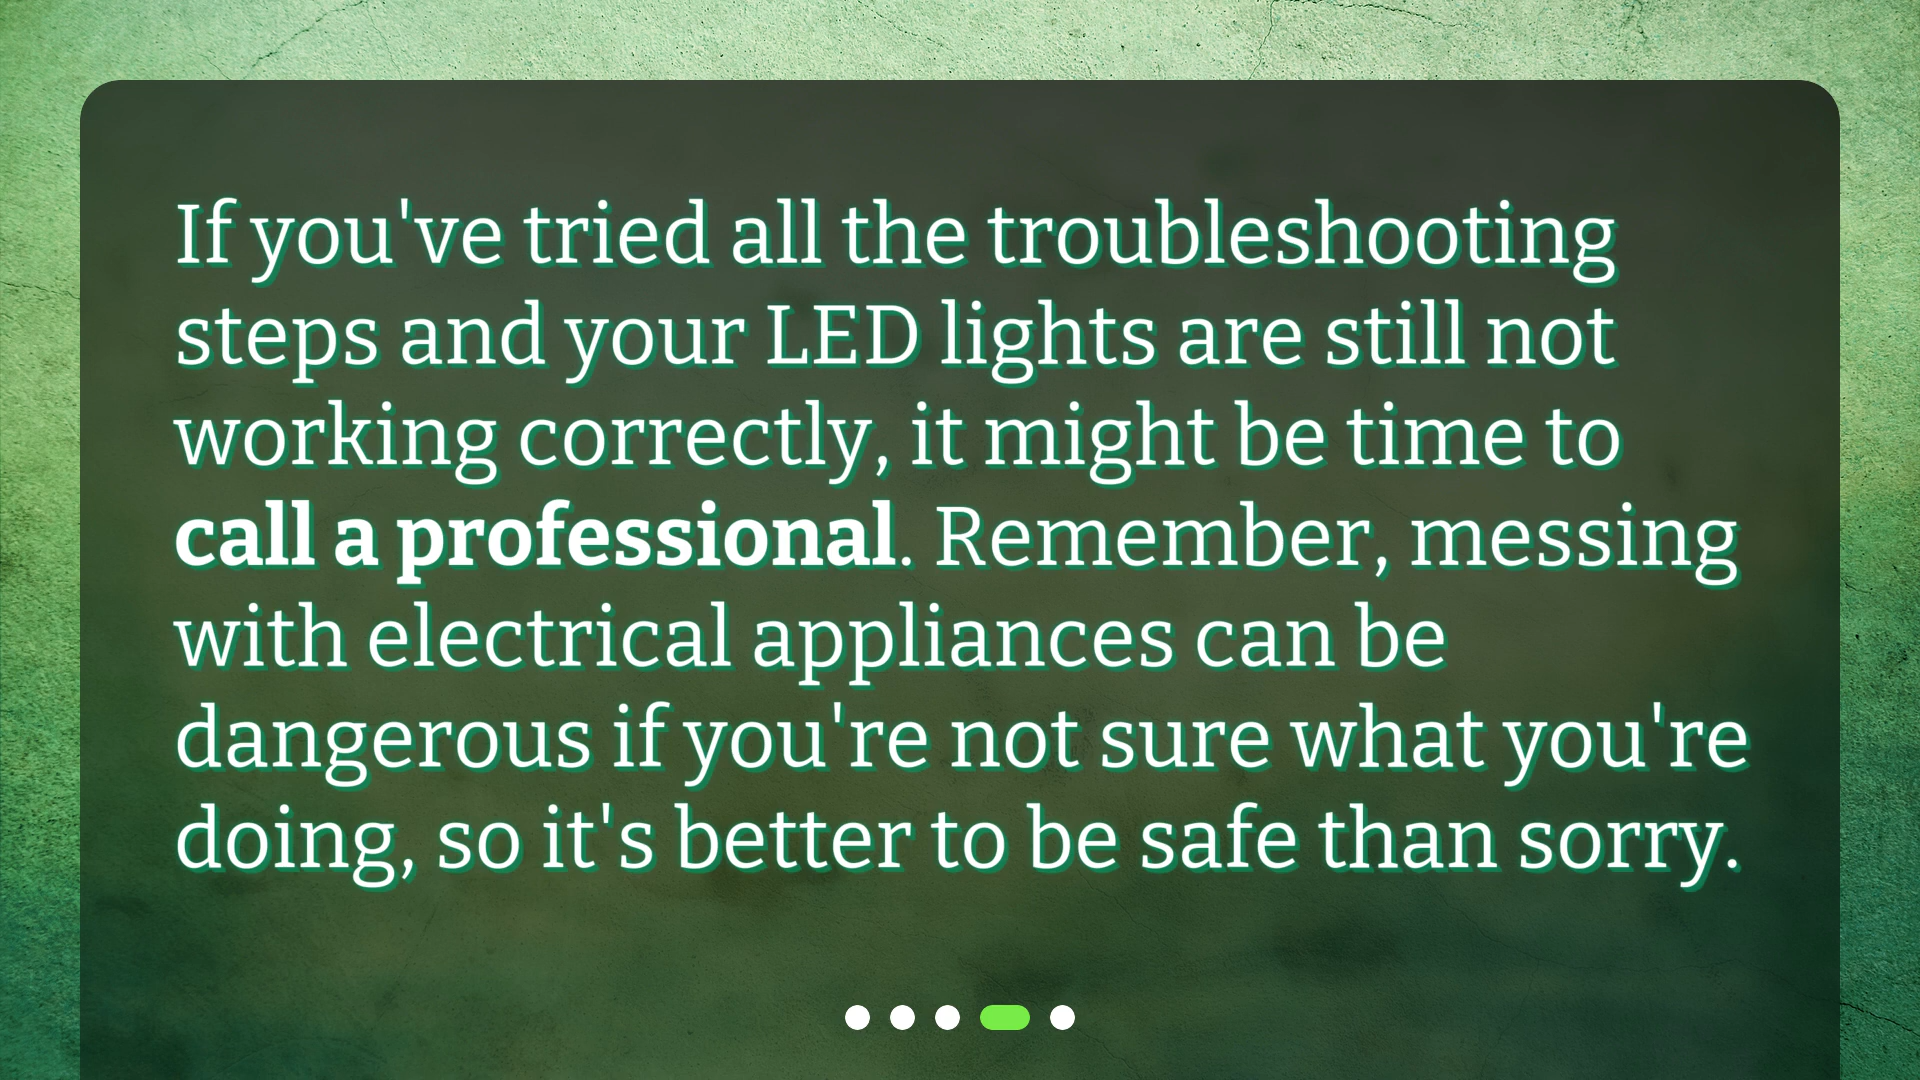 If you've tried all the troubleshooting
steps and your LED lights are still not
working correctly, it might be time to
call a professional. Remember, messing
with electrical appliances can be
dangerous if you're not sure what you're
doing, so it's better to be safe than sorry.